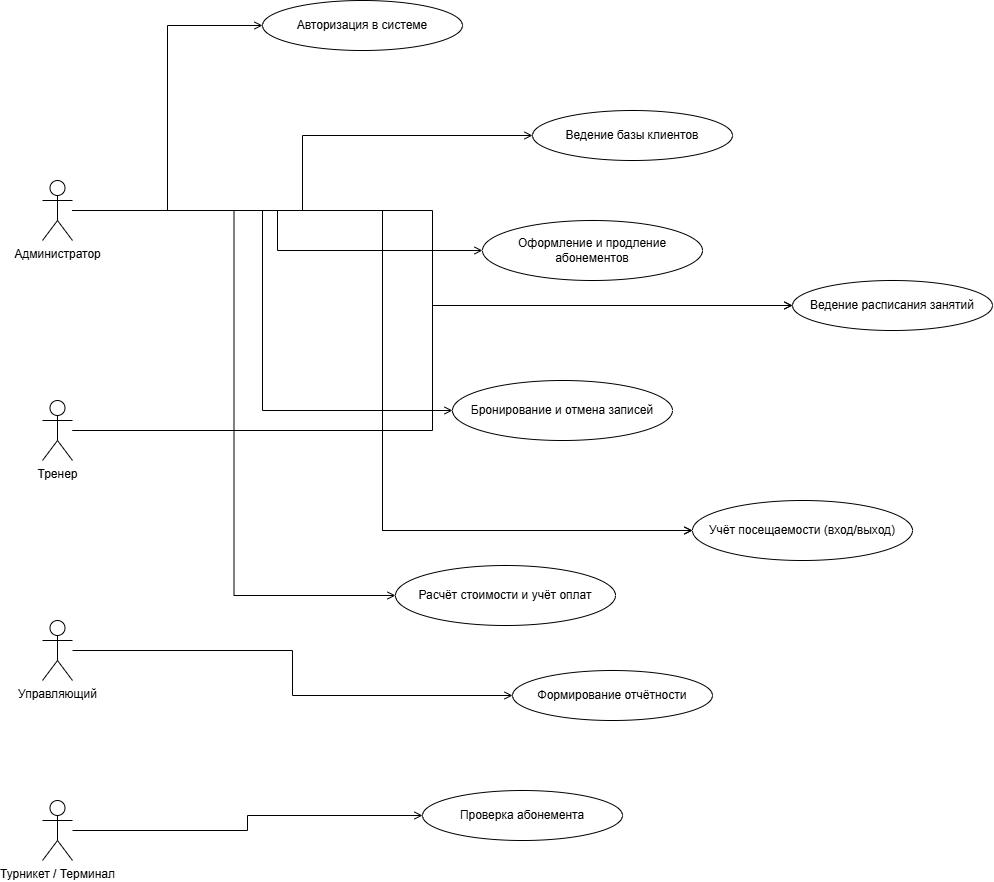 Авторизация в системе
Ведение базы клиентов
Администратор
Оформление и продление
абонементов
Ведение расписания занятий
Бронирование и отмена записей
Тренер
Учёт посещаемости (вход/выход)
Расчёт стоимости и учёт оплат
Управляющий
Формирование отчётности
Проверка абонемента
Турникет / Терминал